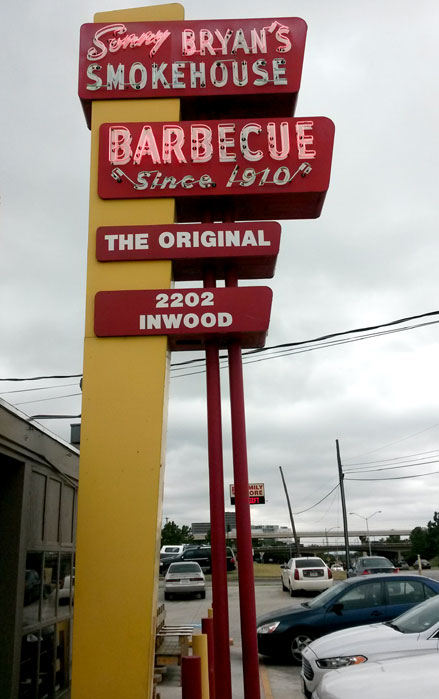 Sonny BRYAN'S
SMOKEHOUSE
BARBECUE
Since 1910
THE ORIGINAL
2202
INWOOD